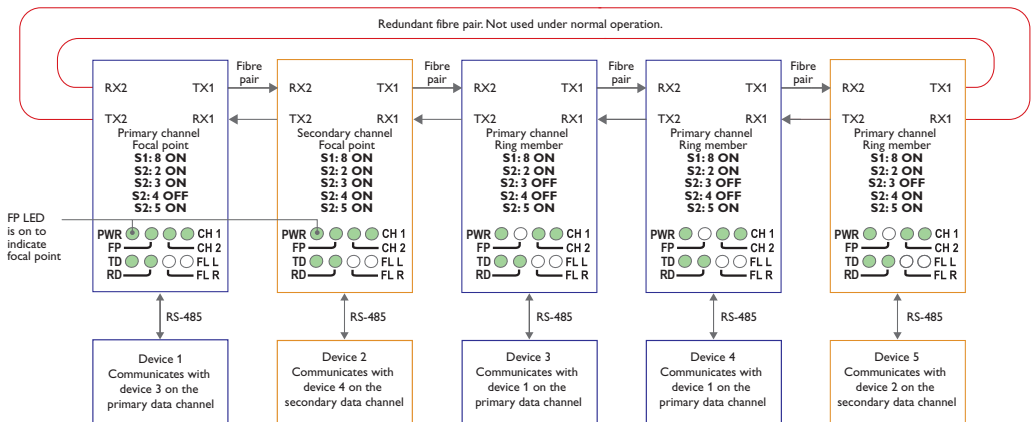 Redundant fibre pair. Not used under normal operation.
Fibre
pair
Fibre
pair
Fibre
pair
Fibre
pair
RX2 TX1
TX2 RX1
Primary channel
Focal point
S1: 8 ON
S2: 2 ON
S2: 3 ON
S2: 4 OFF
S2: 5 ON
PWR CH 1
FP CH 2
TD FL L
RD FL R
RX2 TX1
TX2 RX1
Secondary channel
Focal point
S1: 8 ON
S2: 2 ON
S2: 3 ON
S2: 4 ON
S2: 5 ON
PWR CH 1
FP CH 2
TD FL L
RD FL R
RX2 TX1
TX2 RX1
Primary channel
Ring member
S1: 8 ON
S2: 2 ON
S2: 3 OFF
S2: 4 OFF
S2: 5 ON
PWR CH 1
FP CH 2
TD FL L
RD FL R
RX2 TX1
TX2 RX1
Primary channel
Ring member
S1: 8 ON
S2: 2 ON
S2: 3 OFF
S2: 4 OFF
S2: 5 ON
PWR CH 1
FP CH 2
TD FL L
RD FL R
RX2 TX1
TX2 RX1
Primary channel
Ring member
S1: 8 ON
S2: 2 ON
S2: 3 OFF
S2: 4 ON
S2: 5 ON
PWR CH 1
FP CH 2
TD FL L
RD FL R
FP LED
is on to
indicate
focal point
RS-485
RS-485
RS-485
RS-485
RS-485
Device 1
Communicates with
device 3 on the
primary data channel
Device 2
Communicates with
device 4 on the
secondary data channel
Device 3
Communicates with
device 1 on the
primary data channel
Device 4
Communicates with
device 1 on the
primary data channel
Device 5
Communicates with
device 2 on the
secondary data channel